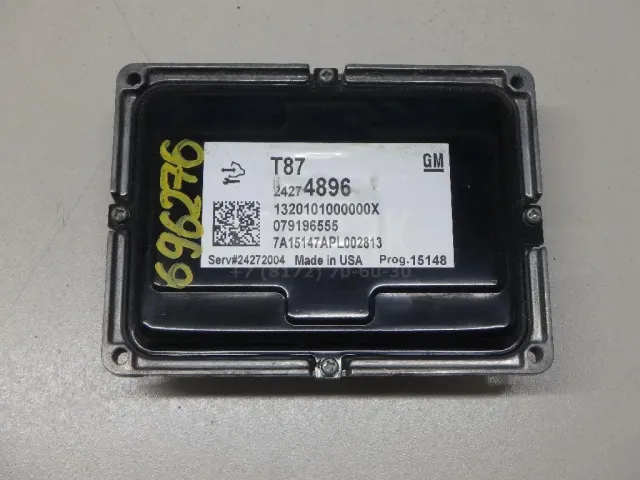 696276
T87
GM
24274896
1320101000000X
079196555
7A15147APL002813
Serv#24272004 Made in USA Prog.15148
+7 (8172) 70-60-30